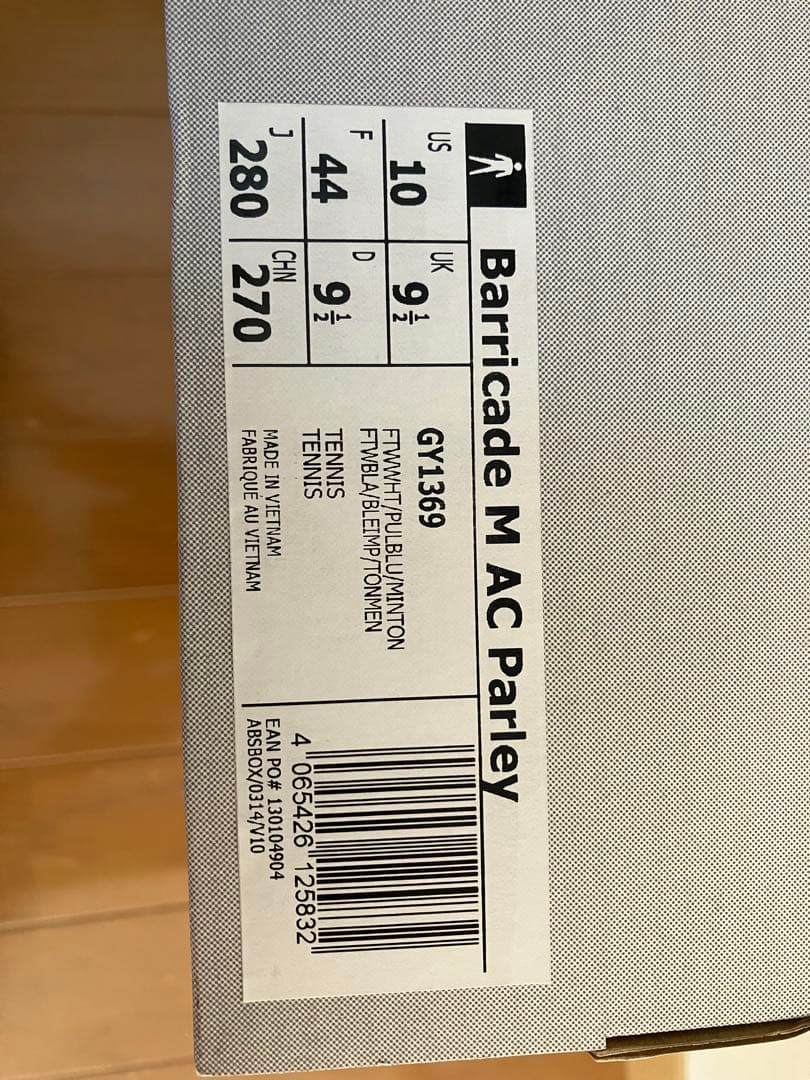 Barricade M AC Parley
US 10 UK 9½
F 44 D 9½
J 280 CHN 270
GY1369
FTWWHT/PULBLU/MINTON
FTWBLA/BLEIMP/TONMEN
TENNIS
TENNIS
MADE IN VIETNAM
FABRIQUÉ AU VIETNAM
4 065426 125832
EAN PO# 130104904
ABSBOX/0314/V10